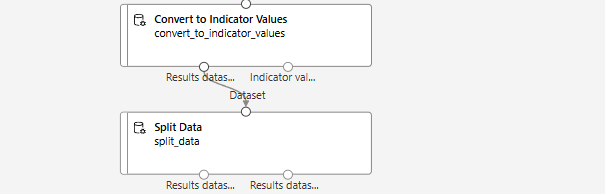 Convert to Indicator Values
convert_to_indicator_values
Results datas... Indicator val...
Dataset
Split Data
split_data
Results datas... Results datas...